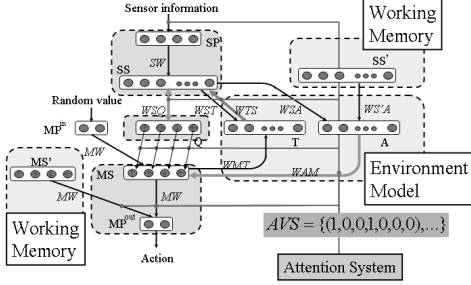 Sensor information
Working
Memory
SP
SW
SS
SS'
Random value
WSQ
WST
WTS
WSA
WS'A
MP^in
Q
T
A
MW
MS'
MS
WMT
WAM
Environment
Model
MW
MW
Working
Memory
MP^out
AVS = {(1,0,0,1,0,0,0),...}
Action
Attention System